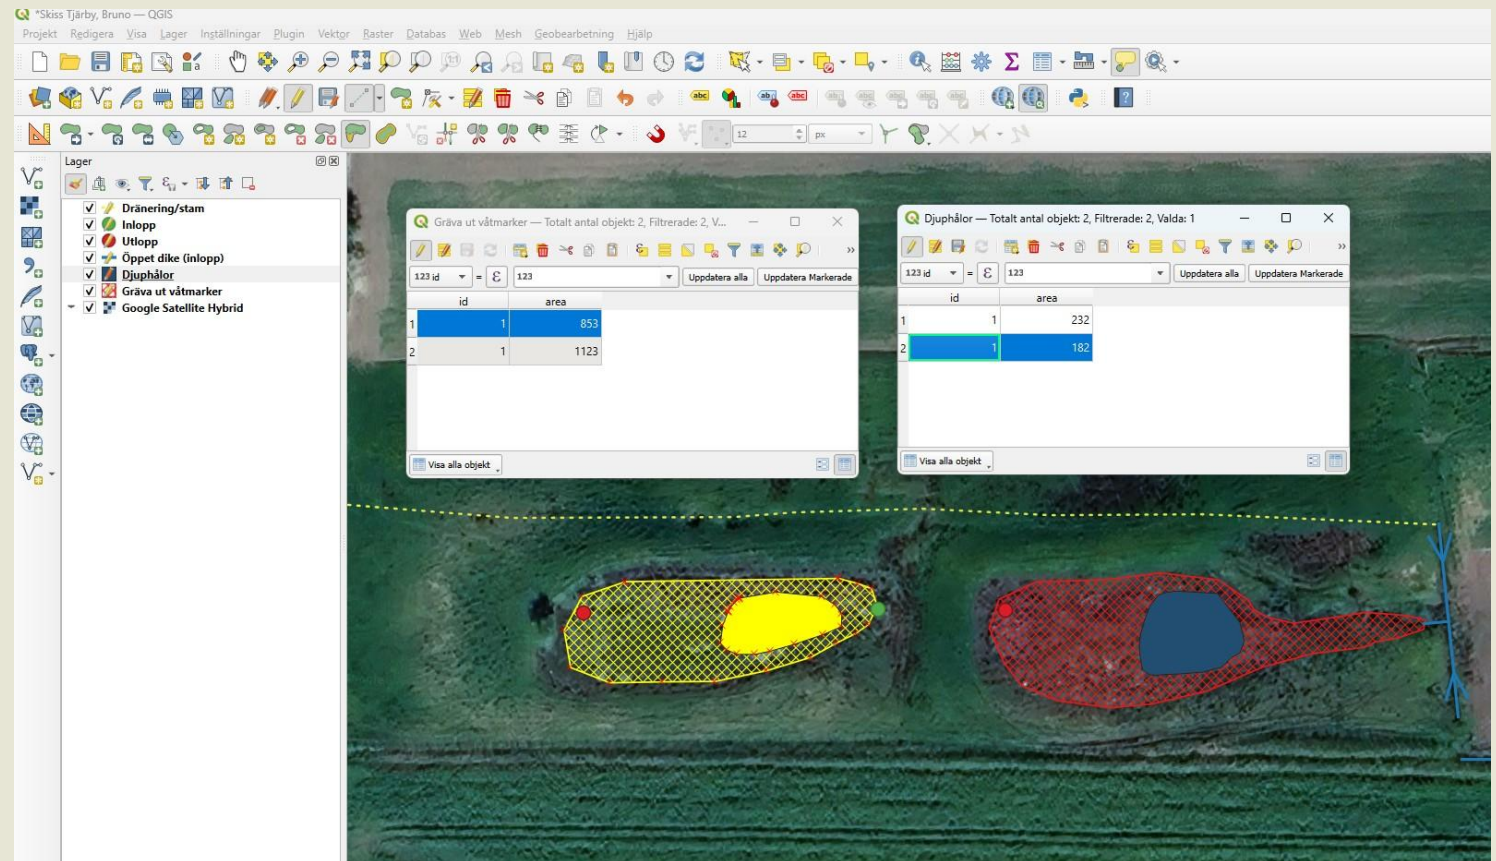 *Skiss Tjärby, Bruno — QGIS
Projekt Redigera Visa Lager Inställningar Plugin Vektor Raster Databas Web Mesh Geobearbetning Hjälp
12 px
Lager
Dränering/stam
Inlopp
Utlopp
Öppet dike (inlopp)
Djuphålor
Gräva ut våtmarker
Google Satellite Hybrid
Gräva ut våtmarker — Totalt antal objekt: 2, Filtrerade: 2, V...
123 id = ε 123 Uppdatera alla Uppdatera Markerade
id area
1 1 853
2 1 1123
Visa alla objekt
Djuphålor — Totalt antal objekt: 2, Filtrerade: 2, Valda: 1
123 id = ε 123 Uppdatera alla Uppdatera Markerade
id area
1 1 232
2 1 182
Visa alla objekt